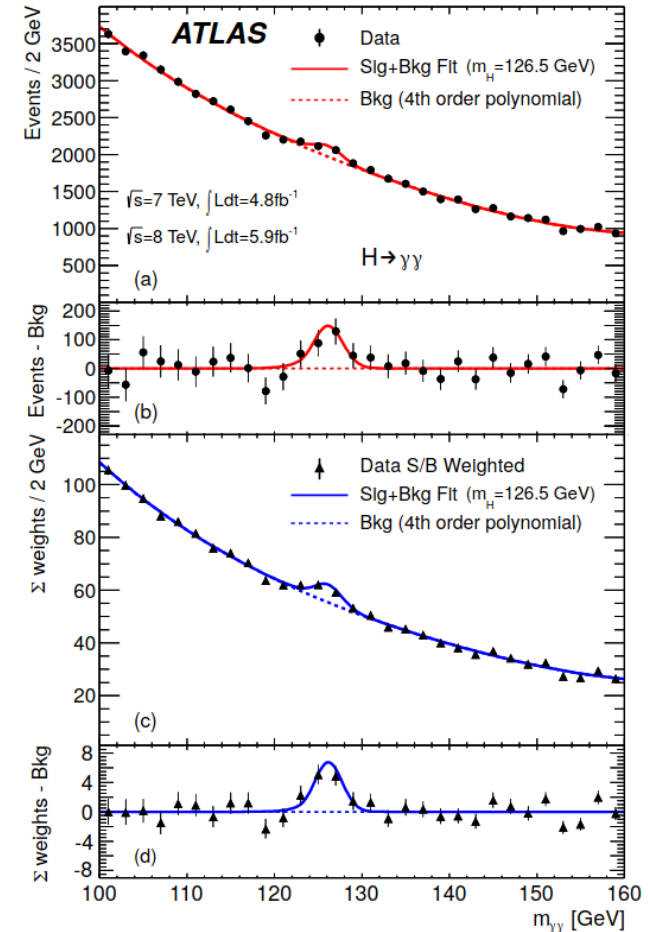 ATLAS
Data
Sig+Bkg Fit (m_H=126.5 GeV)
Bkg (4th order polynomial)
Events / 2 GeV
3500
3000
2500
2000
1500
1000
500
√s=7 TeV, ∫Ldt=4.8fb⁻¹
√s=8 TeV, ∫Ldt=5.9fb⁻¹
H→γγ
(a)
Events - Bkg
200
100
0
-100
-200
(b)
Data S/B Weighted
Sig+Bkg Fit (m_H=126.5 GeV)
Bkg (4th order polynomial)
Σ weights / 2 GeV
100
80
60
40
20
(c)
Σ weights - Bkg
8
4
0
-4
-8
(d)
100 110 120 130 140 150 160
m_γγ [GeV]